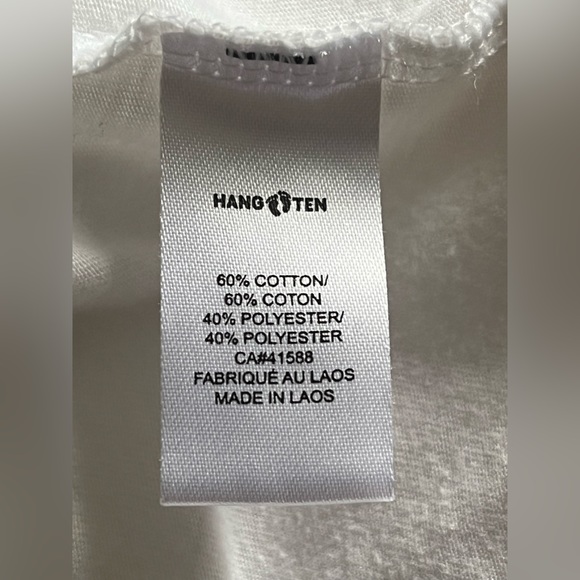 HANG TEN
60% COTTON/
60% COTON
40% POLYESTER/
40% POLYESTER
CA#41588
FABRIQUÉ AU LAOS
MADE IN LAOS